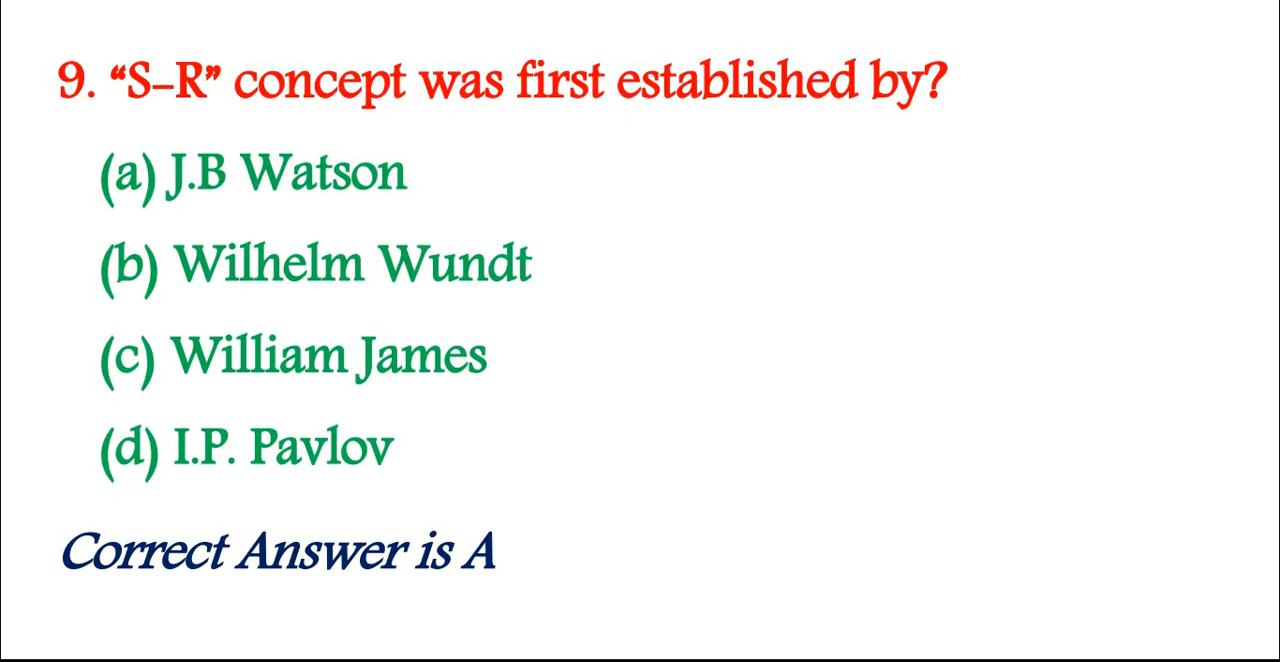 9. “S-R” concept was first established by?
(a) J.B Watson
(b) Wilhelm Wundt
(c) William James
(d) I.P. Pavlov
Correct Answer is A